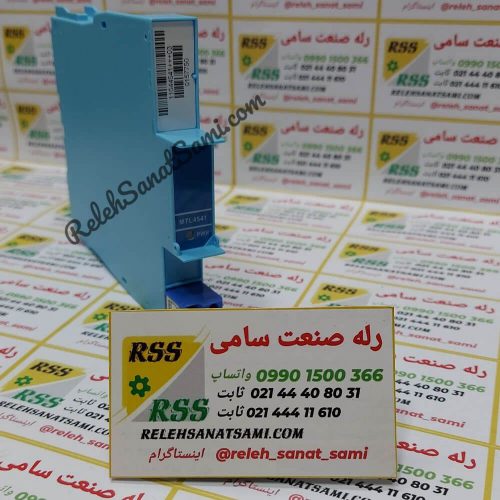 MTL4541
PWR
RelehSanatSami.com
RSS
RSS
رله صنعت سامی
واتساپ 0990 1500 366
ثابت 021 44 40 80 31
ثابت 021 444 11 610
RELEHSANATSAMI.COM
اینستاگرام @releh_sanat_sami